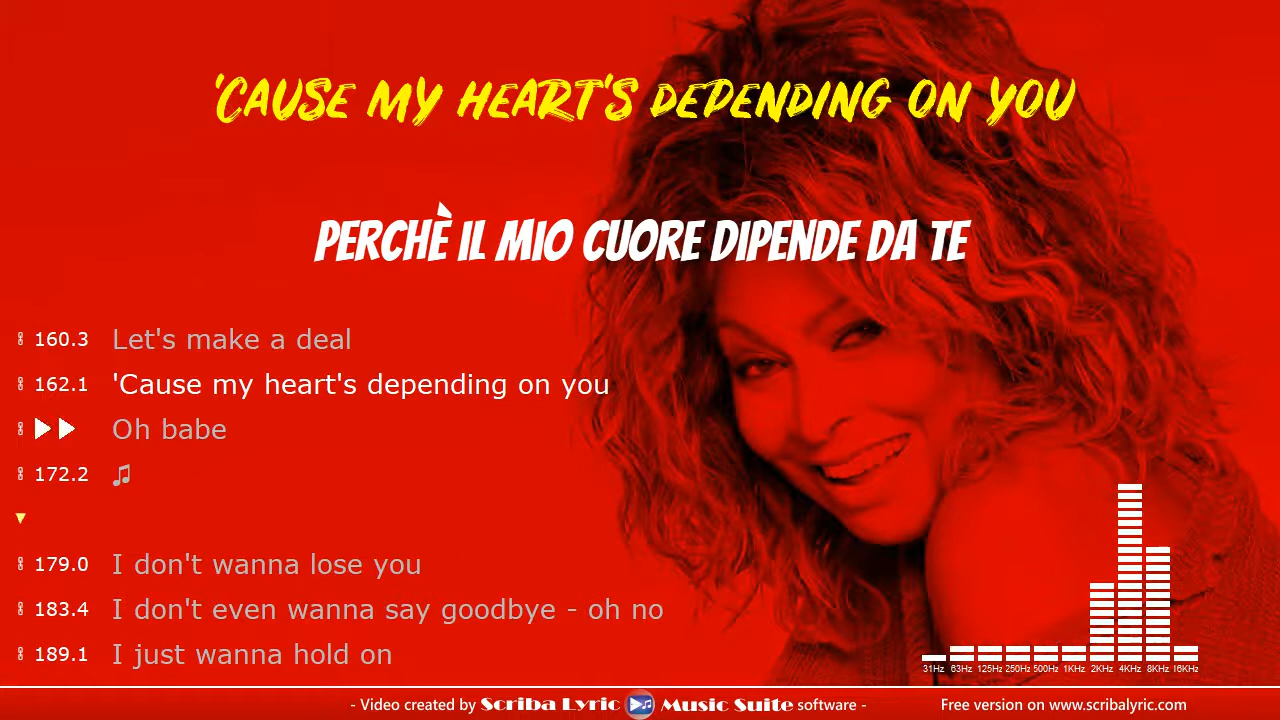 'CAUSE MY HEART'S DEPENDING ON YOU
PERCHÈ IL MIO CUORE DIPENDE DA TE
160.3 Let's make a deal
162.1 'Cause my heart's depending on you
Oh babe
172.2 ♫
179.0 I don't wanna lose you
183.4 I don't even wanna say goodbye - oh no
189.1 I just wanna hold on
31Hz 63Hz 125Hz 250Hz 500Hz 1KHz 2KHz 4KHz 8KHz 16KHz
- Video created by Scriba Lyric Music Suite software - Free version on www.scribalyric.com